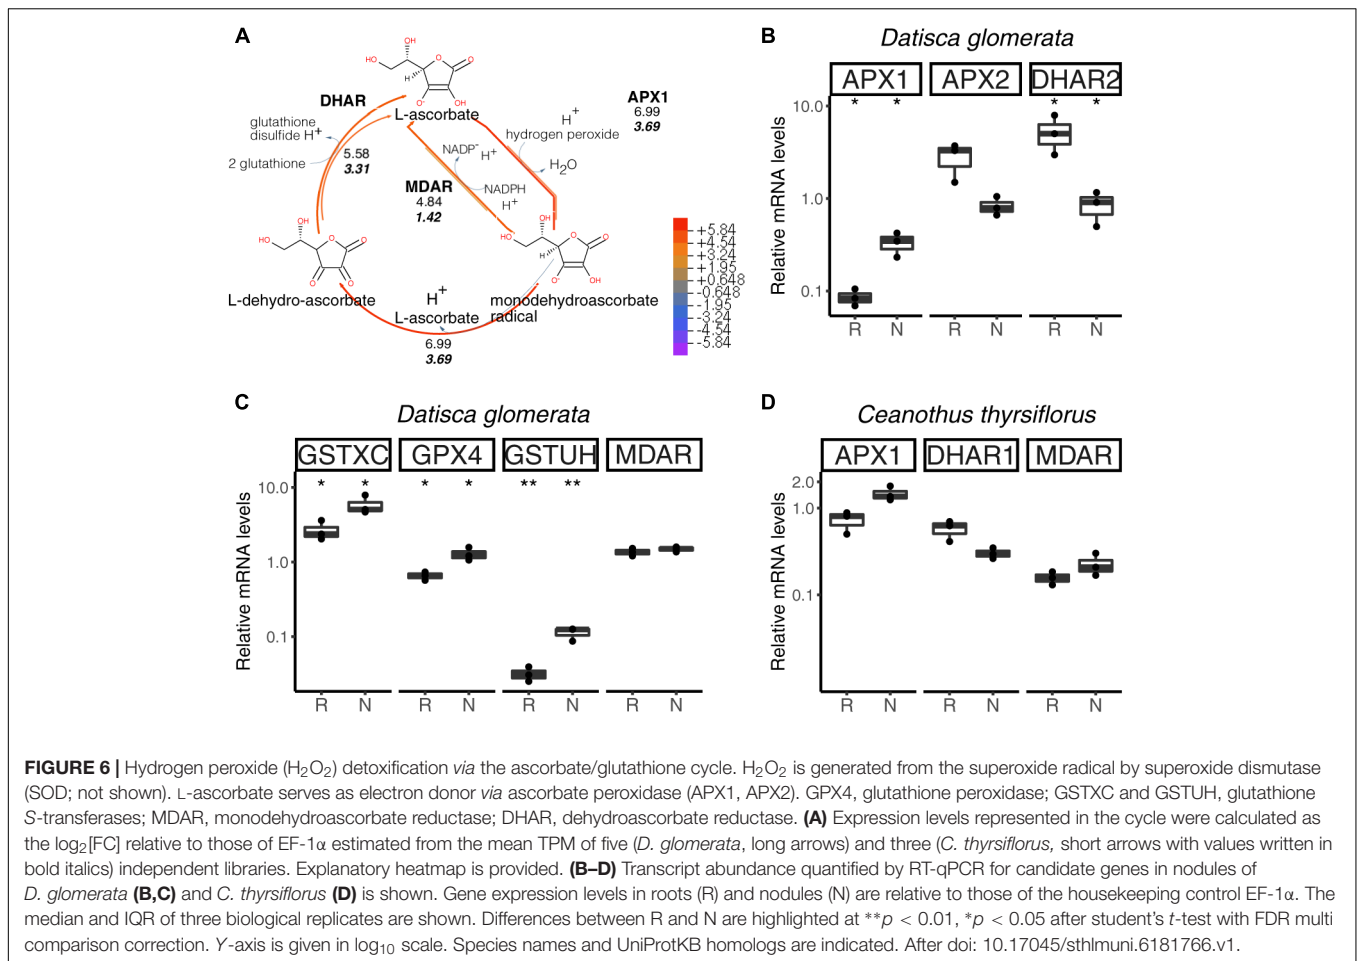 A
OH
HO
O
O
H
O-
OH
L-ascorbate
DHAR
glutathione
disulfide H+
2 glutathione
5.58
3.31
NADP-
H+
MDAR
4.84
1.42
NADPH
H+
H+
hydrogen peroxide
H2O
APX1
6.99
3.69
OH
HO
O
O
O
O
L-dehydro-ascorbate
OH
HO
O
O
H
O-
OH
monodehydroascorbate
radical
H+
L-ascorbate
6.99
3.69
+5.84
+4.54
+3.24
+1.95
+0.648
-0.648
-1.95
-3.24
-4.54
-5.84
B
Datisca glomerata
APX1 APX2 DHAR2
* * * *
Relative mRNA levels
10.0
1.0
0.1
R N R N R N
C
Datisca glomerata
GSTXC GPX4 GSTUH MDAR
* * * * ** **
Relative mRNA levels
10.0
1.0
0.1
R N R N R N R N
D
Ceanothus thyrsiflorus
APX1 DHAR1 MDAR
Relative mRNA levels
2.0
1.0
0.1
R N R N R N
FIGURE 6 | Hydrogen peroxide (H2O2) detoxification via the ascorbate/glutathione cycle. H2O2 is generated from the superoxide radical by superoxide dismutase
(SOD; not shown). L-ascorbate serves as electron donor via ascorbate peroxidase (APX1, APX2). GPX4, glutathione peroxidase; GSTXC and GSTUH, glutathione
S-transferases; MDAR, monodehydroascorbate reductase; DHAR, dehydroascorbate reductase. (A) Expression levels represented in the cycle were calculated as
the log2[FC] relative to those of EF-1α estimated from the mean TPM of five (D. glomerata, long arrows) and three (C. thyrsiflorus, short arrows with values written in
bold italics) independent libraries. Explanatory heatmap is provided. (B–D) Transcript abundance quantified by RT-qPCR for candidate genes in nodules of
D. glomerata (B,C) and C. thyrsiflorus (D) is shown. Gene expression levels in roots (R) and nodules (N) are relative to those of the housekeeping control EF-1α. The
median and IQR of three biological replicates are shown. Differences between R and N are highlighted at **p < 0.01, *p < 0.05 after student's t-test with FDR multi
comparison correction. Y-axis is given in log10 scale. Species names and UniProtKB homologs are indicated. After doi: 10.17045/sthlmuni.6181766.v1.